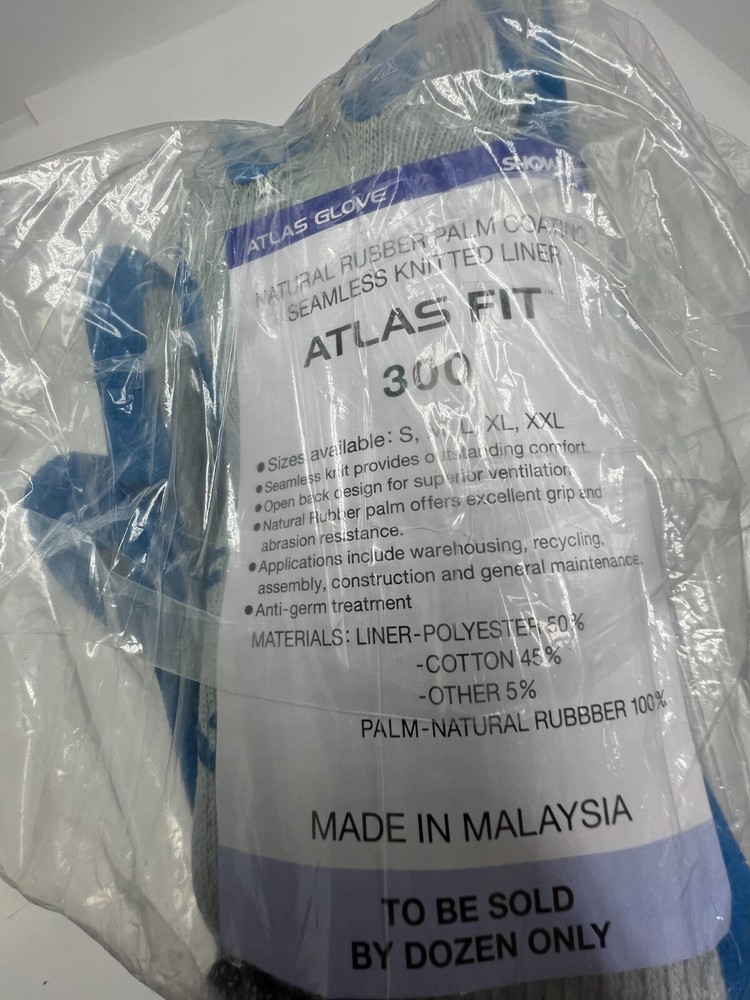 ATLAS GLOVE
SHOW
NATURAL RUBBER PALM COATING
SEAMLESS KNITTED LINER
ATLAS FIT™
300
•Sizes available: S, M, L, XL, XXL
•Seamless knit provides outstanding comfort.
•Open back design for superior ventilation.
•Natural Rubber palm offers excellent grip and
abrasion resistance.
•Applications include warehousing, recycling,
assembly, construction and general maintenance.
•Anti-germ treatment
MATERIALS: LINER-POLYESTER 50%
-COTTON 45%
-OTHER 5%
PALM-NATURAL RUBBBER 100%
MADE IN MALAYSIA
TO BE SOLD
BY DOZEN ONLY